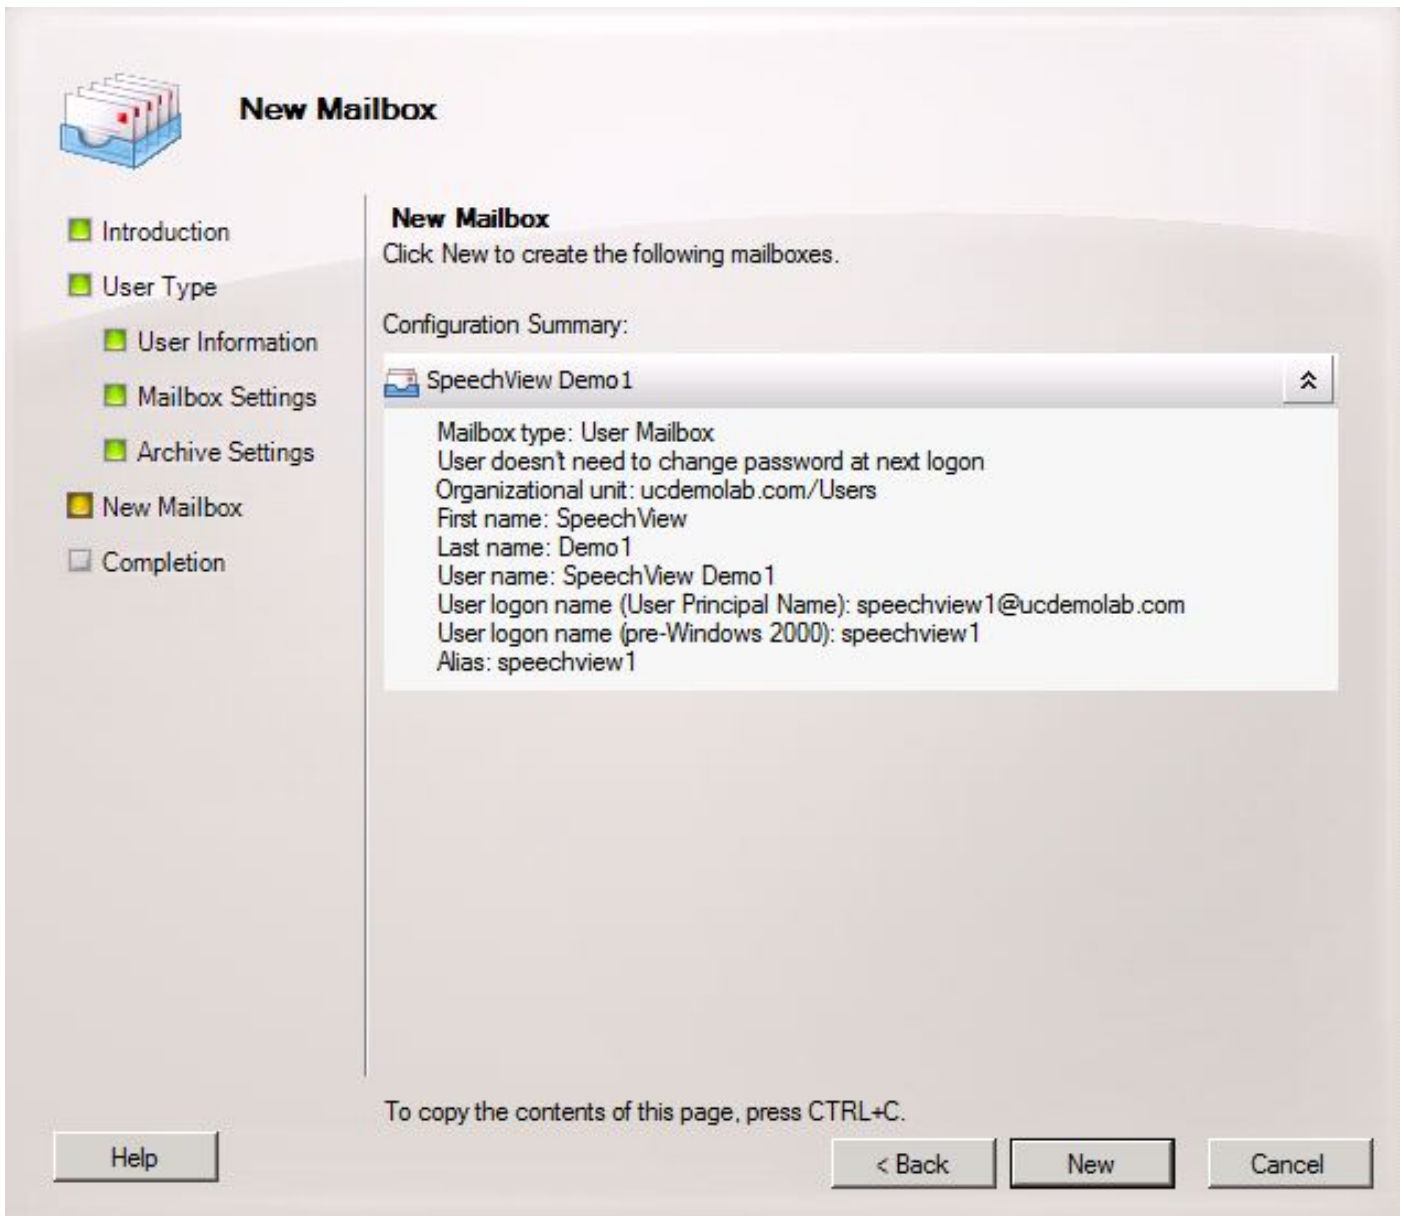 New Mailbox
Introduction
User Type
User Information
Mailbox Settings
Archive Settings
New Mailbox
Completion
New Mailbox
Click New to create the following mailboxes.
Configuration Summary:
SpeechView Demo1
Mailbox type: User Mailbox
User doesn't need to change password at next logon
Organizational unit: ucdemolab.com/Users
First name: SpeechView
Last name: Demo1
User name: SpeechView Demo1
User logon name (User Principal Name): speechview1@ucdemolab.com
User logon name (pre-Windows 2000): speechview1
Alias: speechview1
To copy the contents of this page, press CTRL+C.
Help
< Back
New
Cancel